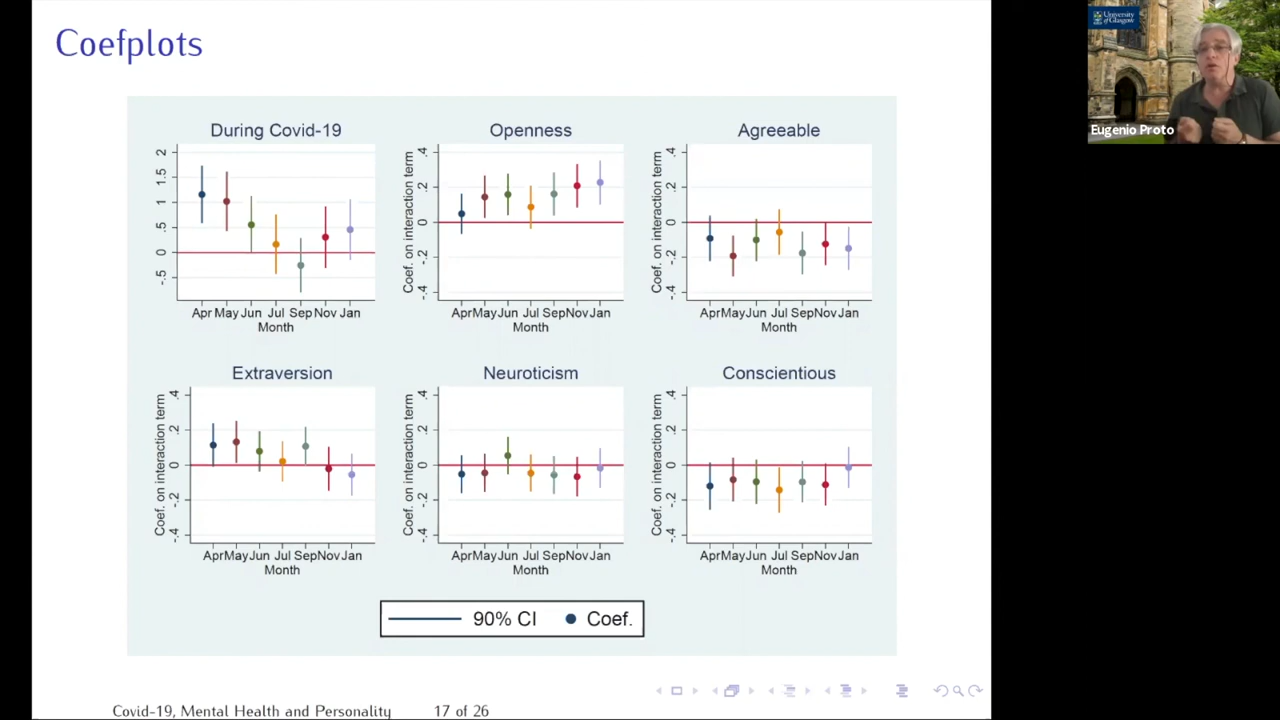 Coefplots
University
of Glasgow
Eugenio Proto
During Covid-19
Openness
Agreeable
2
1.5
1
.5
0
-.5
Apr May Jun Jul Sep Nov Jan
Month
Coef. on interaction term
.4
.2
0
-.2
-.4
Apr May Jun Jul Sep Nov Jan
Month
Coef. on interaction term
.4
.2
0
-.2
-.4
Apr May Jun Jul Sep Nov Jan
Month
Extraversion
Neuroticism
Conscientious
Coef. on interaction term
.4
.2
0
-.2
-.4
Apr May Jun Jul Sep Nov Jan
Month
Coef. on interaction term
.4
.2
0
-.2
-.4
Apr May Jun Jul Sep Nov Jan
Month
Coef. on interaction term
.4
.2
0
-.2
-.4
Apr May Jun Jul Sep Nov Jan
Month
90% CI
Coef.
Covid-19, Mental Health and Personality
17 of 26